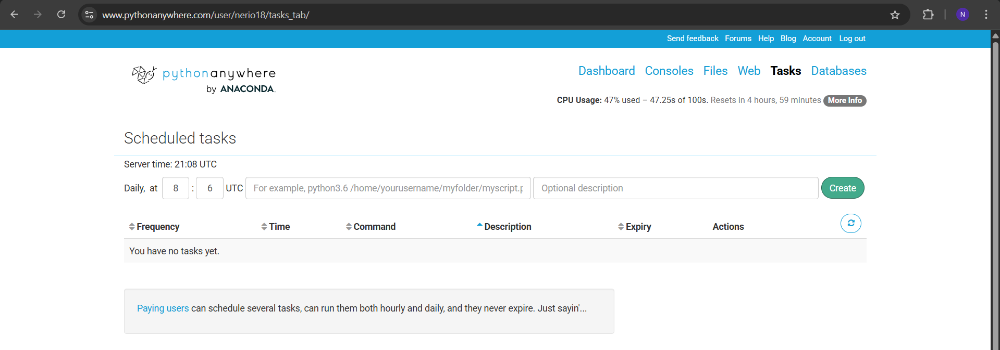 www.pythonanywhere.com/user/nerio18/tasks_tab/
N
Send feedback Forums Help Blog Account Log out
pythonanywhere
by ANACONDA.
Dashboard Consoles Files Web Tasks Databases
CPU Usage: 47% used – 47.25s of 100s. Resets in 4 hours, 59 minutes More Info
Scheduled tasks
Server time: 21:08 UTC
Daily, at 8 : 6 UTC For example, python3.6 /home/yourusername/myfolder/myscript.p Optional description Create
Frequency Time Command Description Expiry Actions
You have no tasks yet.
Paying users can schedule several tasks, can run them both hourly and daily, and they never expire. Just sayin'...